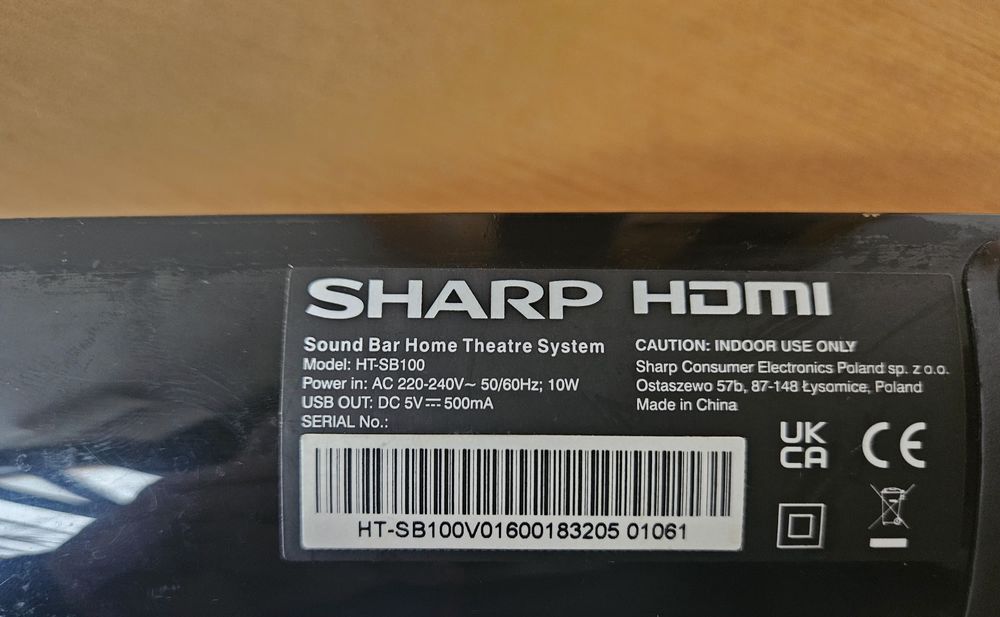 SHARP HDMI
Sound Bar Home Theatre System
Model: HT-SB100
Power in: AC 220-240V~ 50/60Hz; 10W
USB OUT: DC 5V⎓500mA
SERIAL No.:
HT-SB100V01600183205 01061
CAUTION: INDOOR USE ONLY
Sharp Consumer Electronics Poland sp. z o.o.
Ostaszewo 57b, 87-148 Łysomice, Poland
Made in China
UK
CA
CE